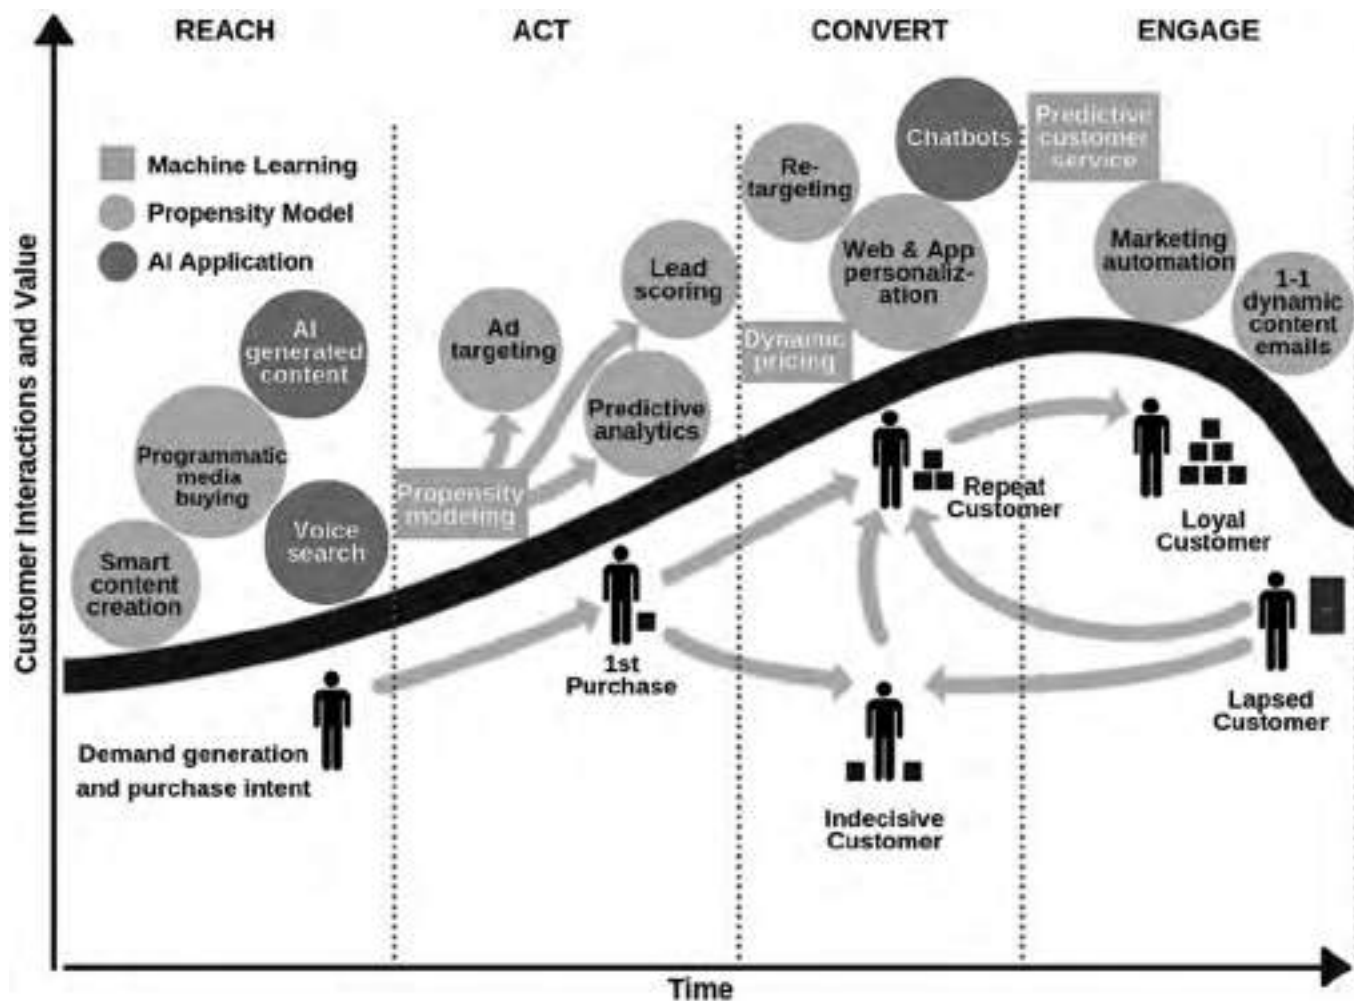 REACH
ACT
CONVERT
ENGAGE
Customer Interactions and Value
Machine Learning
Propensity Model
AI Application
AI
generated
content
Programmatic
media
buying
Voice
search
Smart
content
creation
Demand generation
and purchase intent
Ad
targeting
Lead
scoring
Predictive
analytics
Propensity
modeling
1st
Purchase
Re-
targeting
Chatbots
Web & App
personaliz-
ation
Dynamic
pricing
Repeat
Customer
Indecisive
Customer
Predictive
customer
service
Marketing
automation
1-1
dynamic
content
emails
Loyal
Customer
Lapsed
Customer
Time